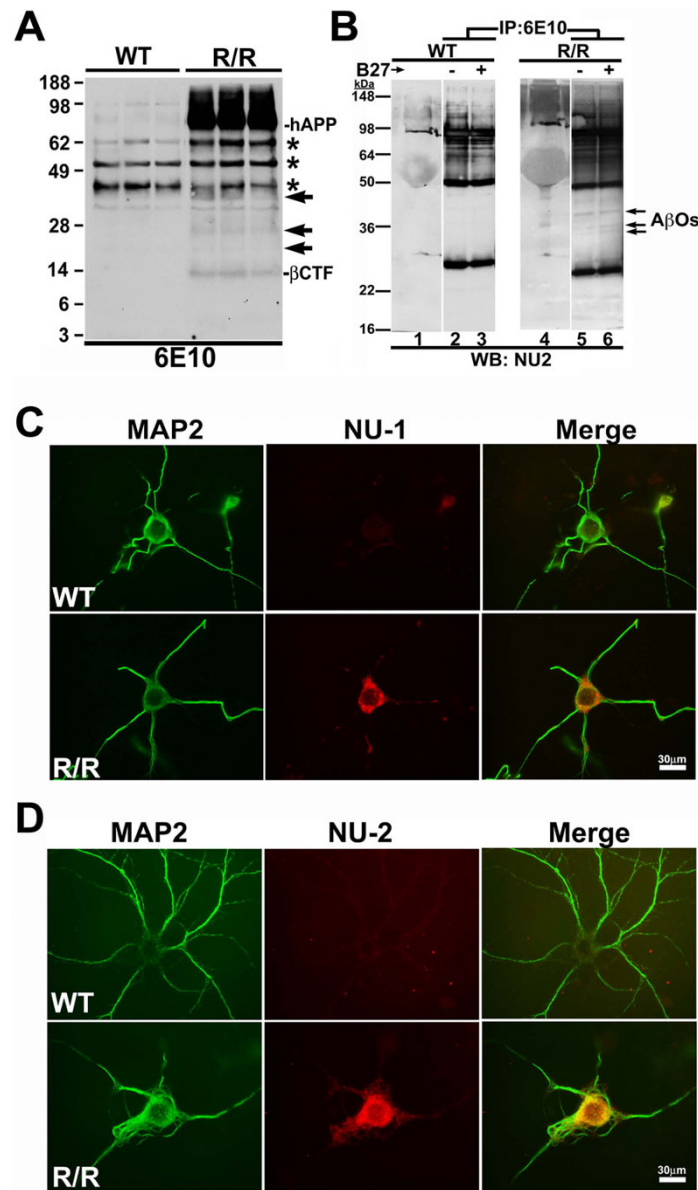 A
WT R/R
188
98
62
49
28
14
6
3
-hAPP
*
*
*
-βCTF
6E10
B
IP:6E10
WT R/R
B27→ - + - +
kDa
148
98
64
50
36
22
16
AβOs
1 2 3 4 5 6
WB: NU2
C
MAP2 NU-1 Merge
WT
R/R
30μm
D
MAP2 NU-2 Merge
WT
R/R
30μm